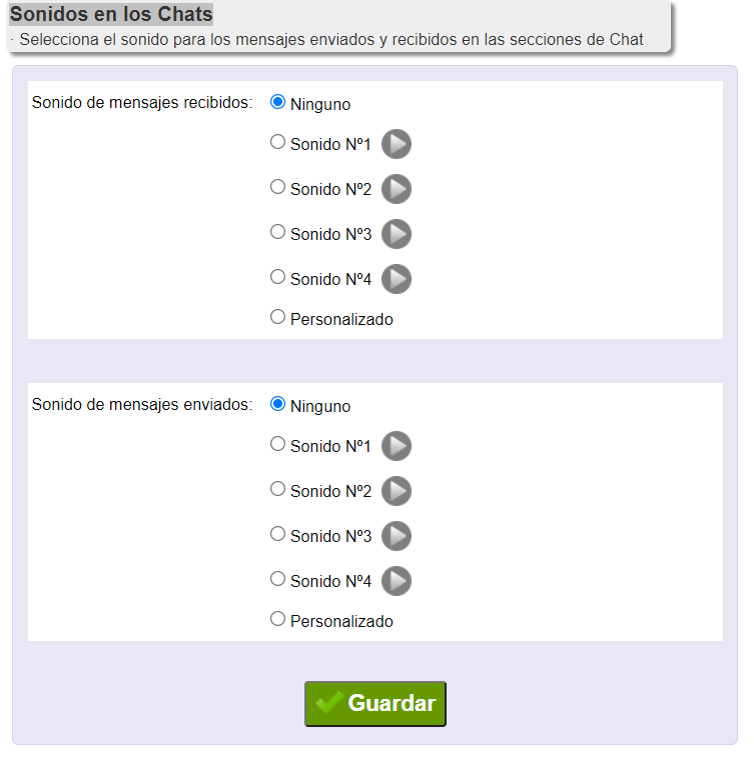 Sonidos en los Chats
· Selecciona el sonido para los mensajes enviados y recibidos en las secciones de Chat
Sonido de mensajes recibidos: Ninguno
Sonido Nº1
Sonido Nº2
Sonido Nº3
Sonido Nº4
Personalizado
Sonido de mensajes enviados: Ninguno
Sonido Nº1
Sonido Nº2
Sonido Nº3
Sonido Nº4
Personalizado
Guardar